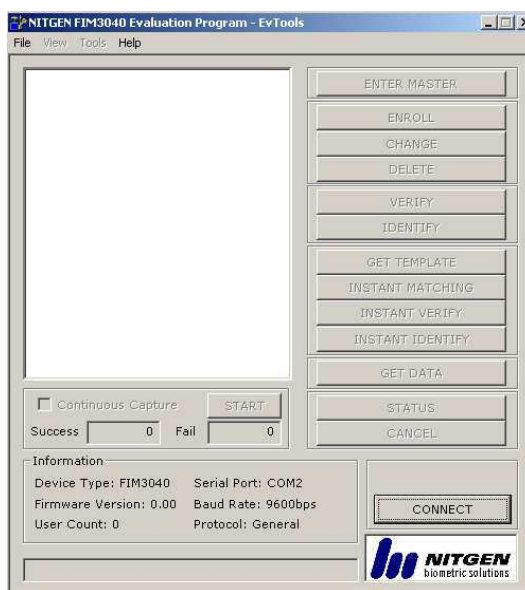 NITGEN FIM3040 Evaluation Program - EvTools
File View Tools Help
ENTER MASTER
ENROLL
CHANGE
DELETE
VERIFY
IDENTIFY
GET TEMPLATE
INSTANT MATCHING
INSTANT VERIFY
INSTANT IDENTIFY
GET DATA
STATUS
CANCEL
Continuous Capture START
Success 0 Fail 0
Information
Device Type: FIM3040 Serial Port: COM2
Firmware Version: 0.00 Baud Rate: 9600bps
User Count: 0 Protocol: General
CONNECT
NITGEN
biometric solutions